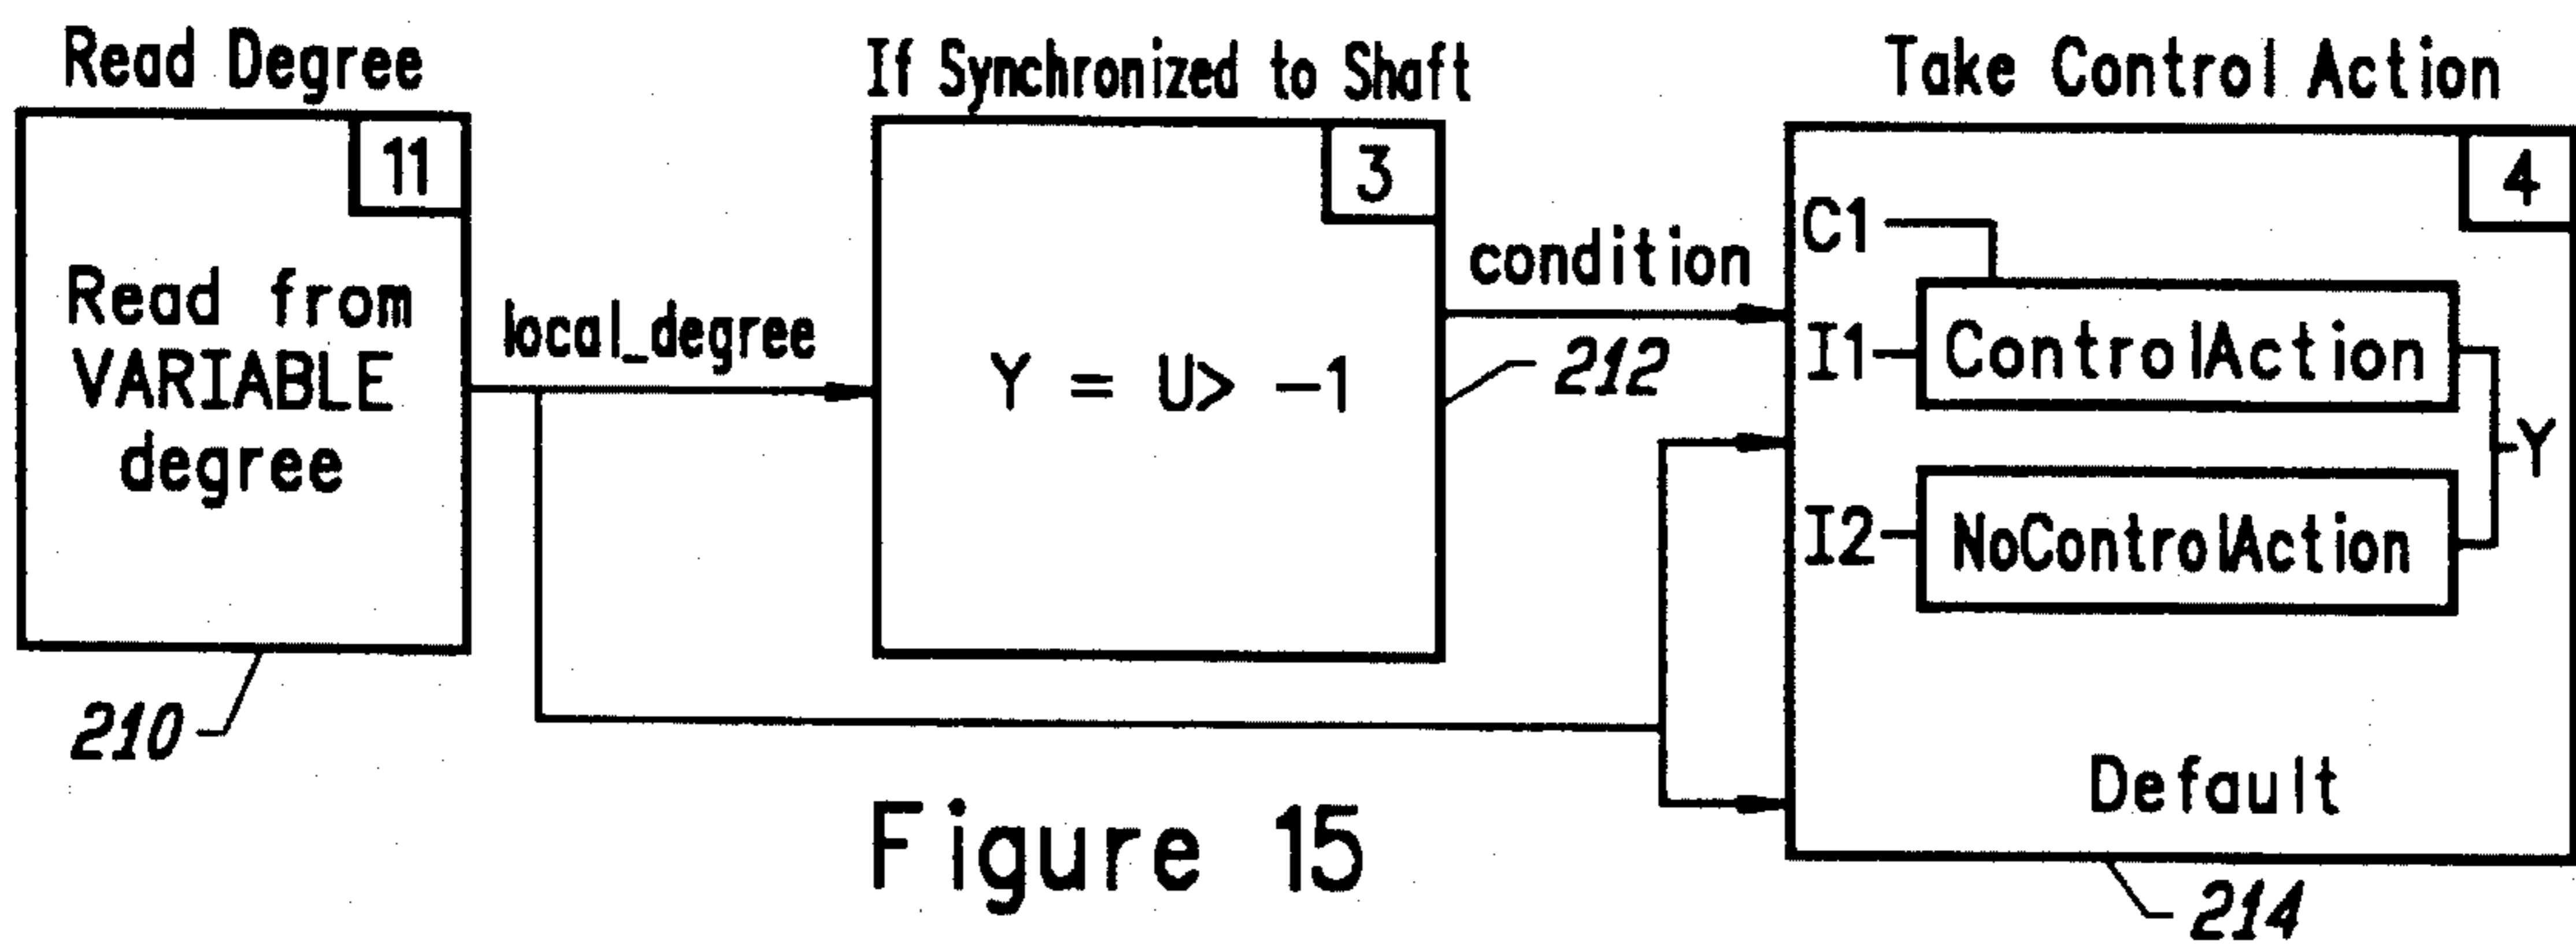 Read Degree
11
Read from
VARIABLE
degree
210
local_degree
If Synchronized to Shaft
3
Y = U> -1
212
condition
Take Control Action
4
C1
I1
ControlAction
I2
NoControlAction
Y
Default
214
Figure 15